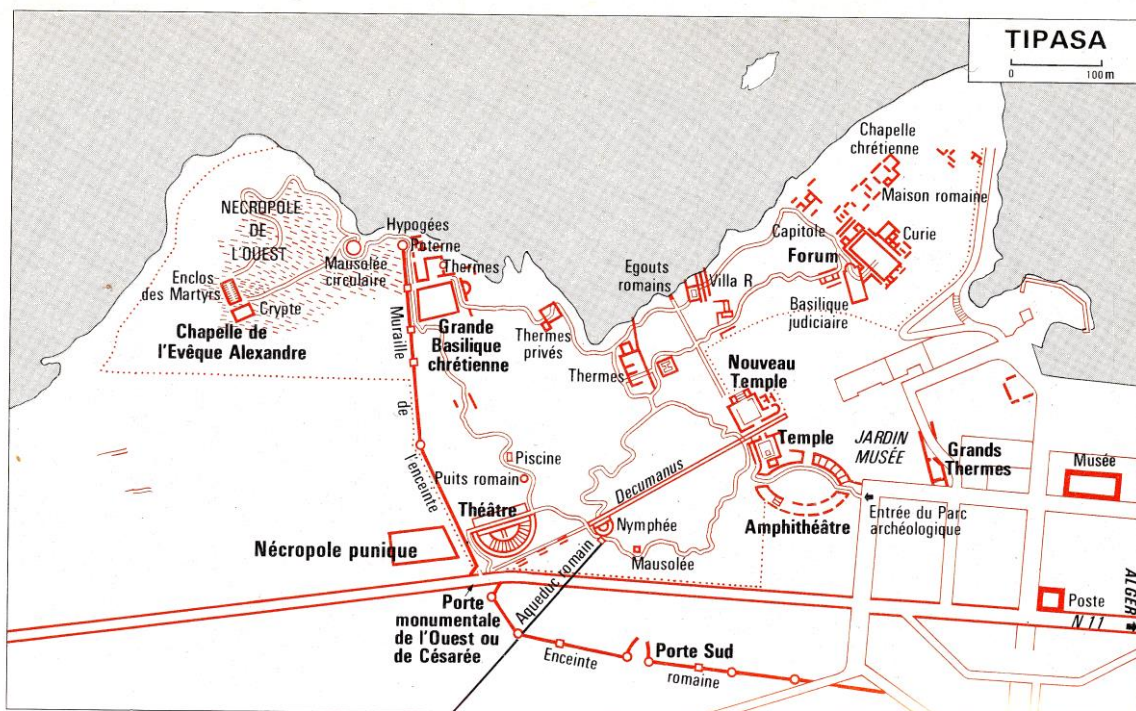 TIPASA
0 100 m
Chapelle
chrétienne
Maison romaine
Capitole
Curie
Forum
Basilique
judiciaire
NECROPOLE
DE
L'OUEST
Hypogées
Poterne
Thermes
Mausolée
circulaire
Enclos
des Martyrs
Crypte
Chapelle de
l'Evêque Alexandre
Muraille
de
l'enceinte
Grande
Basilique
chrétienne
Egouts
romains
Villa R
Thermes
privés
Thermes
Nouveau
Temple
Temple
JARDIN
MUSÉE
Grands
Thermes
Musée
Piscine
Puits romain
Decumanus
Théâtre
Nymphée
Amphithéâtre
Entrée du Parc
archéologique
Nécropole punique
Mausolée
Aqueduc romain
Porte
monumentale
de l'Ouest ou
de Césarée
Enceinte
Porte Sud
romaine
Poste
N 11
ALGER